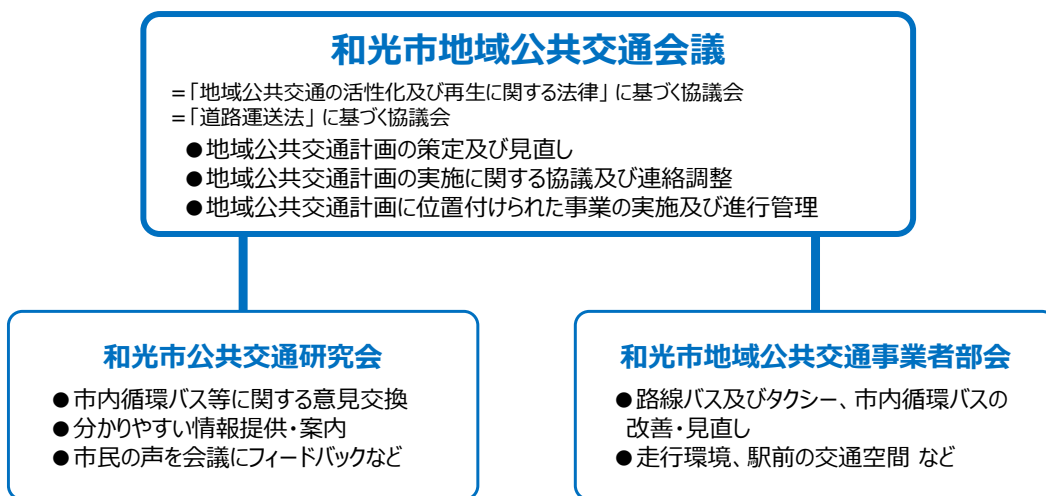 和光市地域公共交通会議
=「地域公共交通の活性化及び再生に関する法律」に基づく協議会
=「道路運送法」に基づく協議会
●地域公共交通計画の策定及び見直し
●地域公共交通計画の実施に関する協議及び連絡調整
●地域公共交通計画に位置付けられた事業の実施及び進行管理
和光市公共交通研究会
●市内循環バス等に関する意見交換
●分かりやすい情報提供・案内
●市民の声を会議にフィードバックなど
和光市地域公共交通事業者部会
●路線バス及びタクシー、市内循環バスの
改善・見直し
●走行環境、駅前の交通空間 など